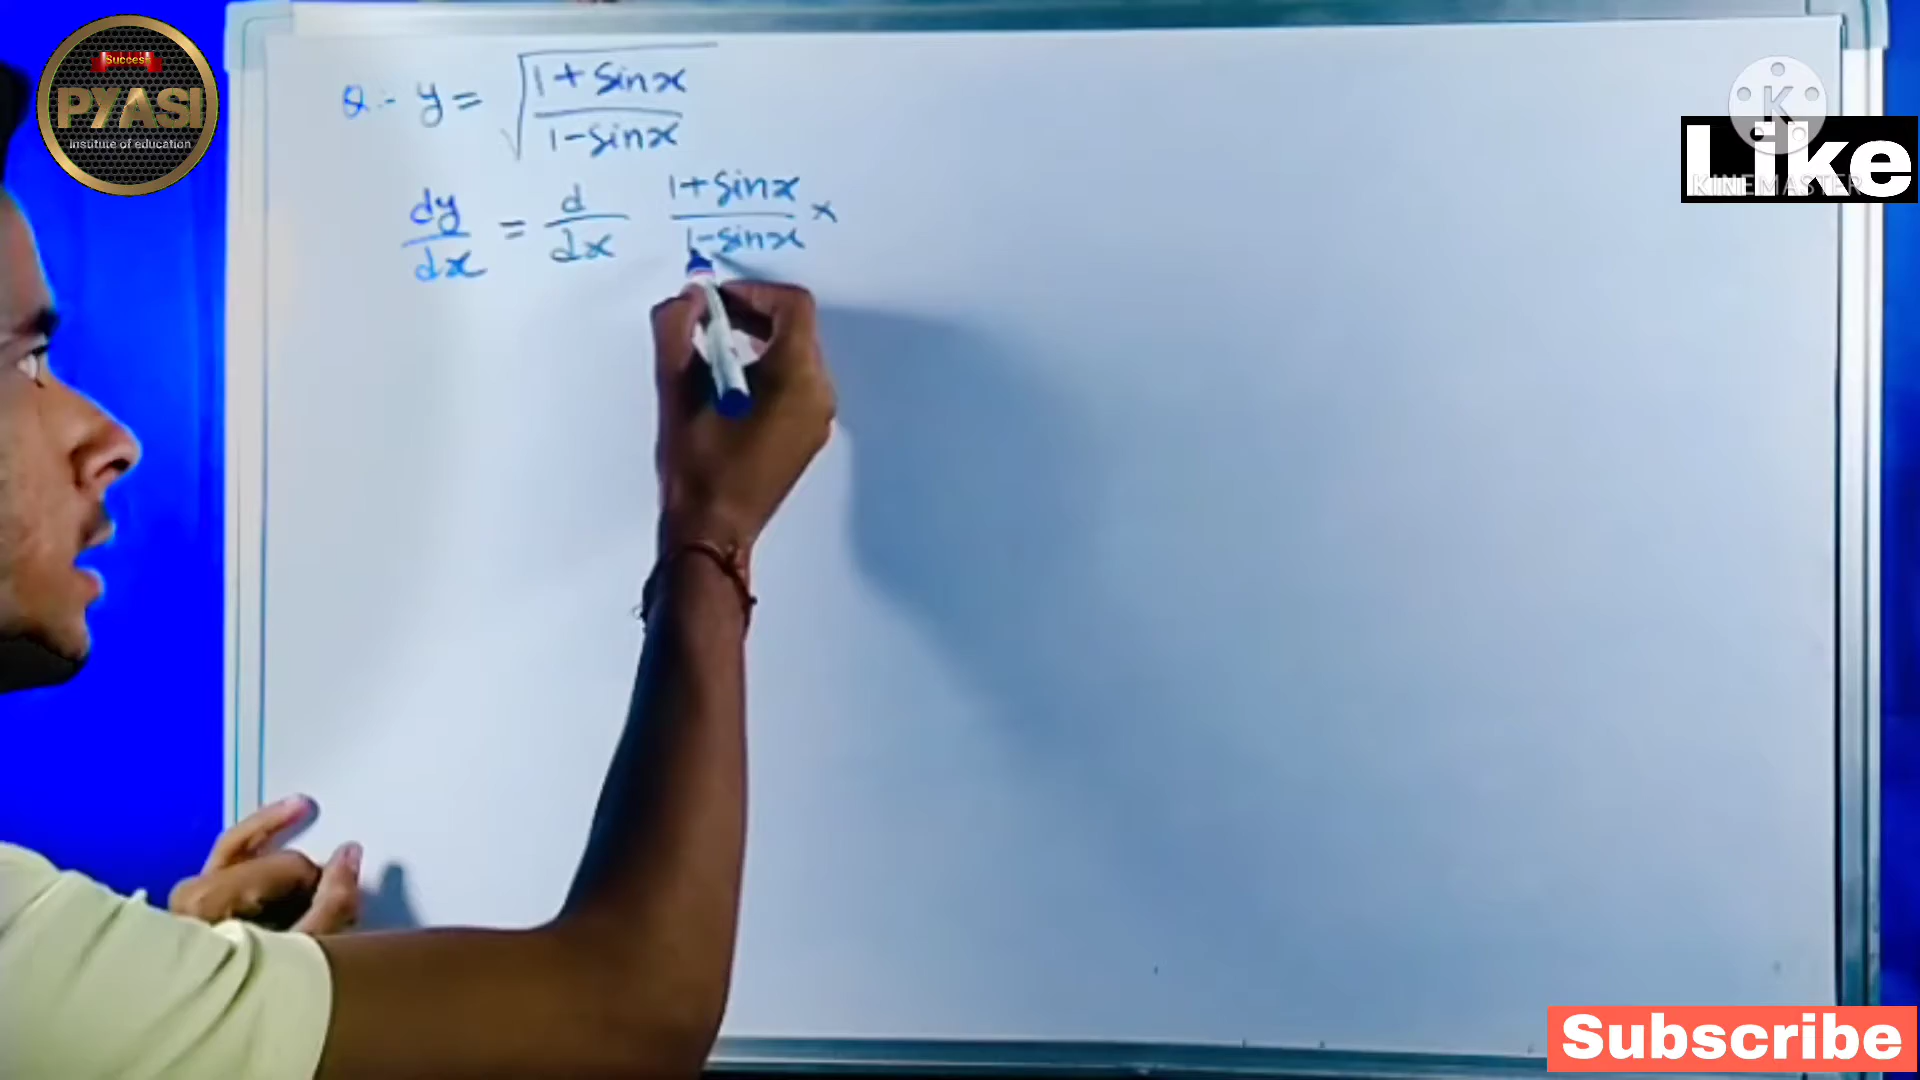 Success
PYASI
Institute of education
Q:- y = √(1+sinx / 1-sinx)
dy/dx = d/dx 1+sinx / 1-sinx ×
K
Like
KINEMASTER
Subscribe